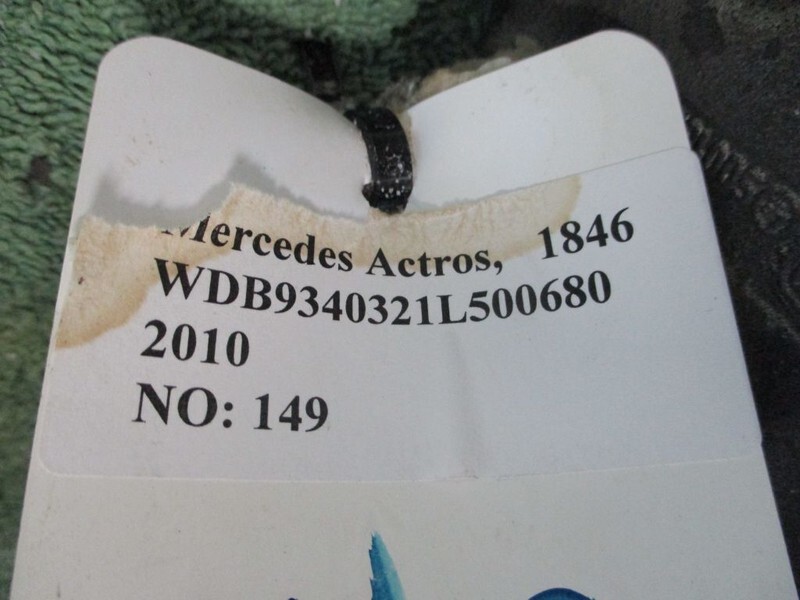 Mercedes Actros, 1846
WDB9340321L500680
2010
NO: 149